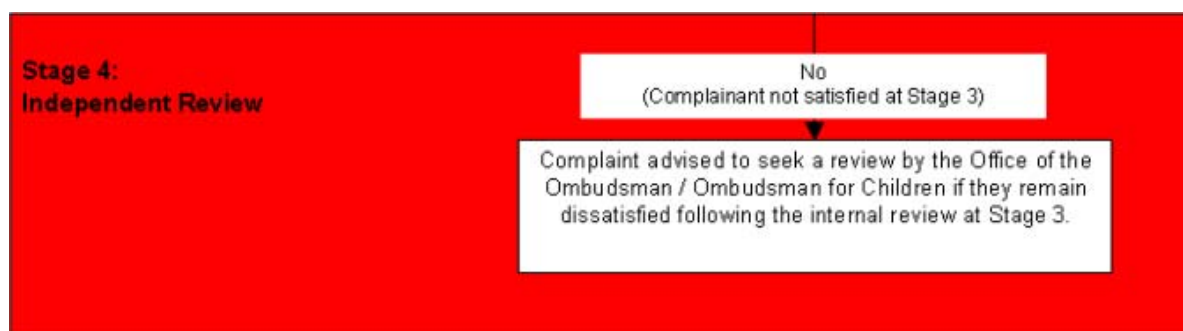 Stage 4:
Independent Review
No
(Complainant not satisfied at Stage 3)
Complaint advised to seek a review by the Office of the
Ombudsman / Ombudsman for Children if they remain
dissatisfied following the internal review at Stage 3.